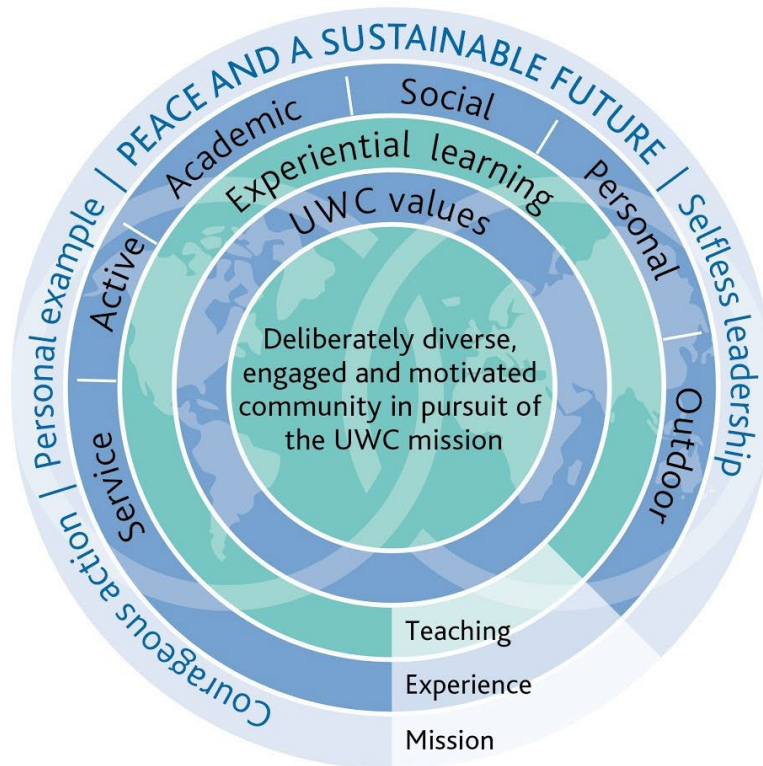 Courageous action | Personal example | PEACE AND A SUSTAINABLE FUTURE | Selfless leadership
Service
Active
Academic
Social
Personal
Outdoor
Experiential learning
UWC values
Deliberately diverse,
engaged and motivated
community in pursuit of
the UWC mission
Teaching
Experience
Mission